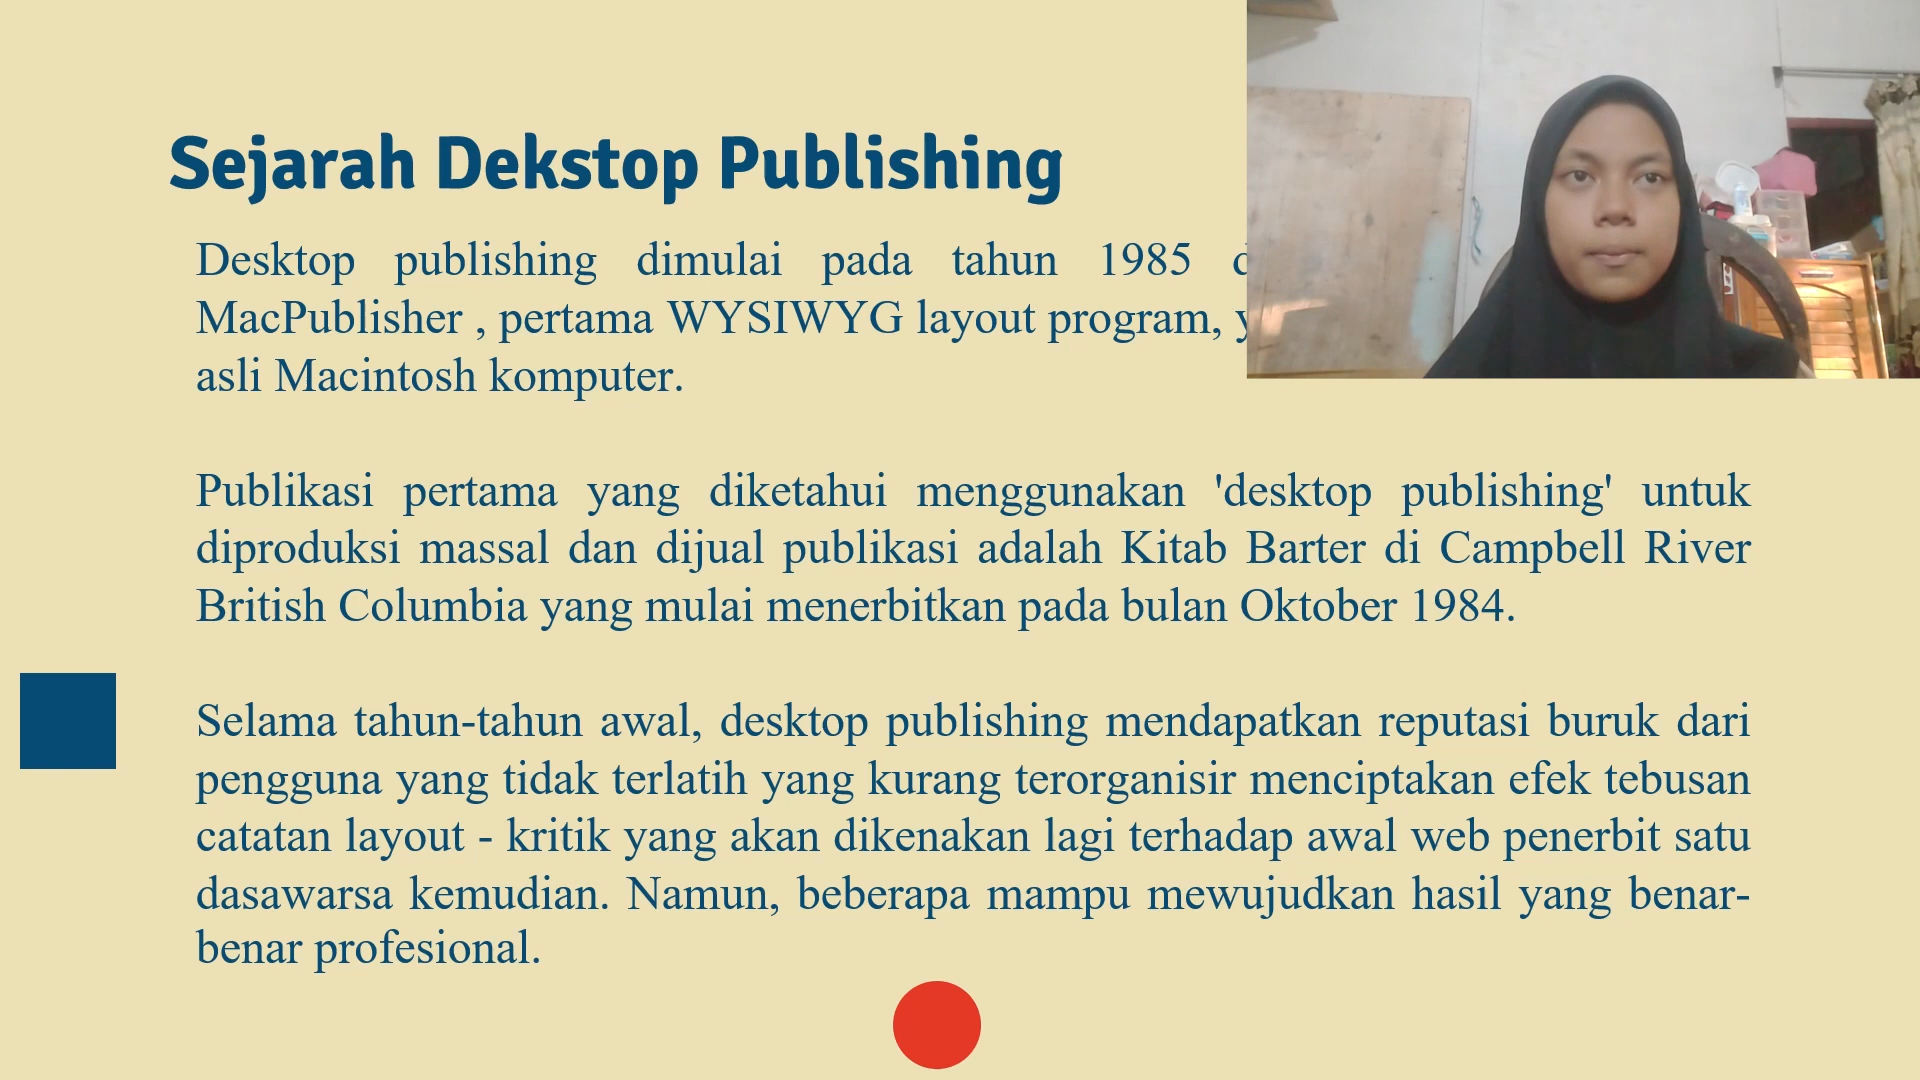 Sejarah Dekstop Publishing
Desktop publishing dimulai pada tahun 1985
MacPublisher , pertama WYSIWYG layout program,
asli Macintosh komputer.
Publikasi pertama yang diketahui menggunakan 'desktop publishing' untuk
diproduksi massal dan dijual publikasi adalah Kitab Barter di Campbell River
British Columbia yang mulai menerbitkan pada bulan Oktober 1984.
Selama tahun-tahun awal, desktop publishing mendapatkan reputasi buruk dari
pengguna yang tidak terlatih yang kurang terorganisir menciptakan efek tebusan
catatan layout - kritik yang akan dikenakan lagi terhadap awal web penerbit satu
dasawarsa kemudian. Namun, beberapa mampu mewujudkan hasil yang benar-
benar profesional.